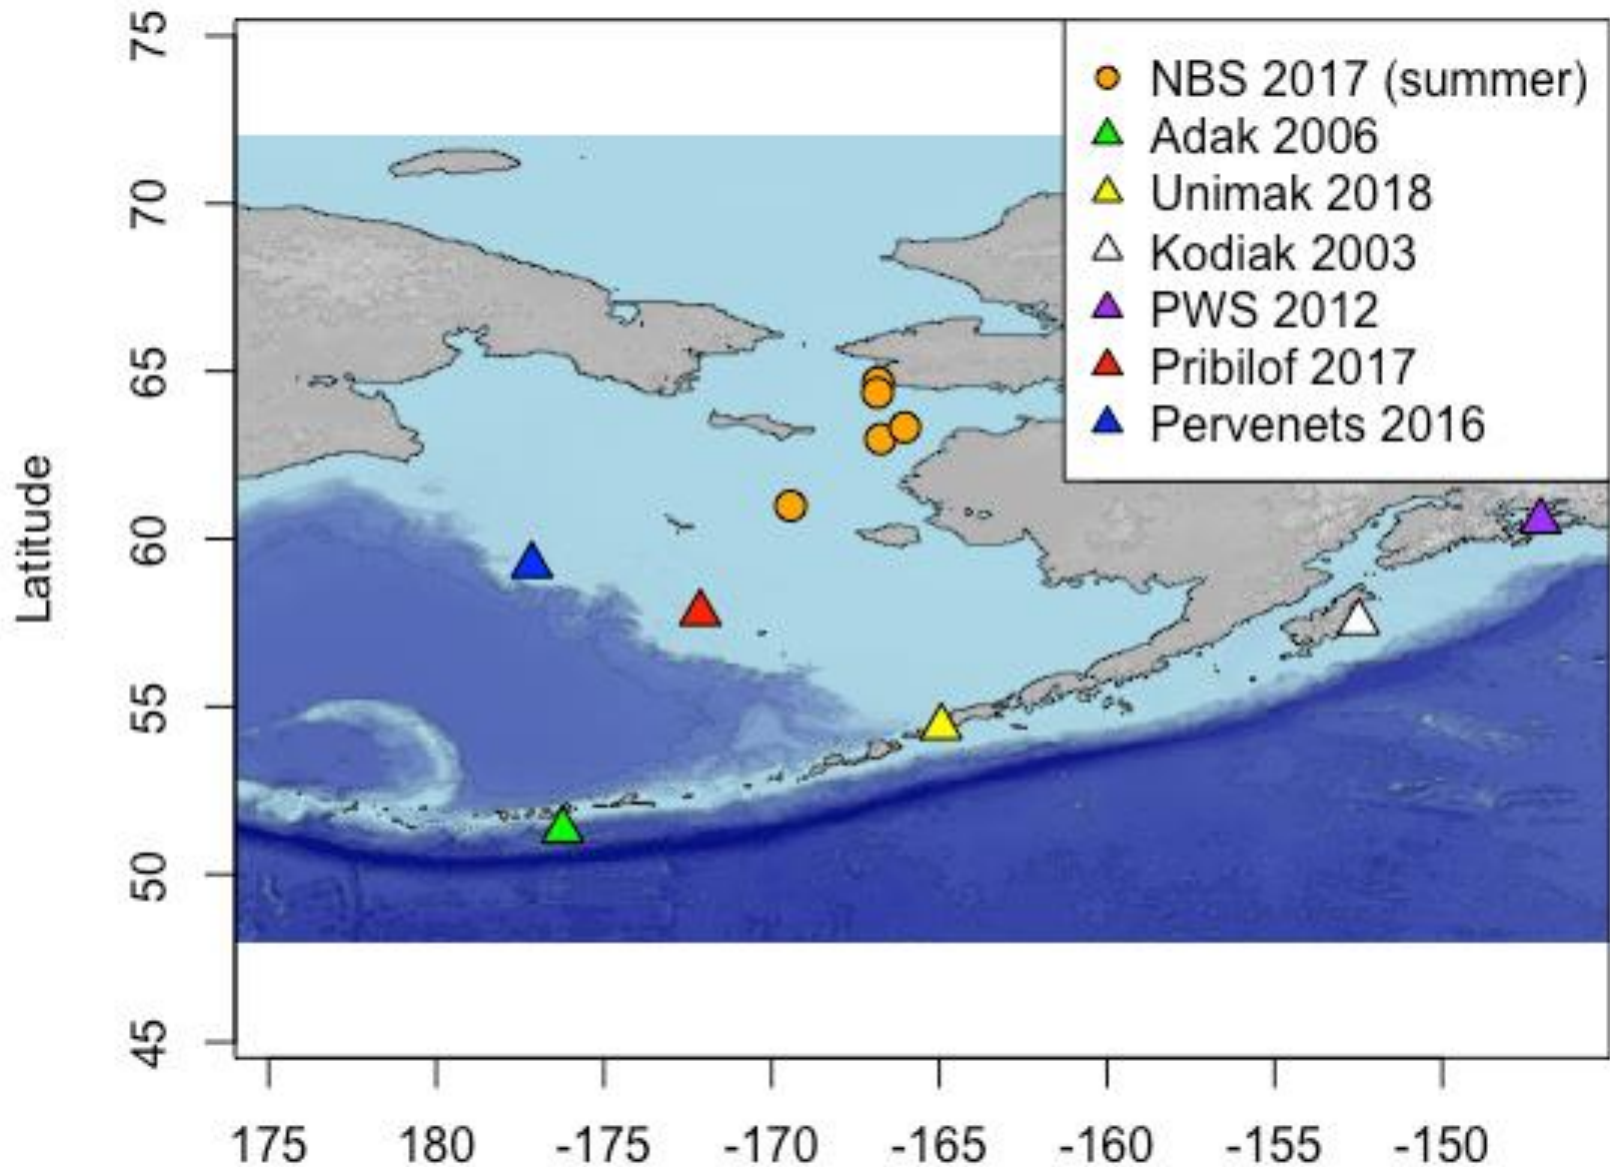 NBS 2017 (summer)
Adak 2006
Unimak 2018
Kodiak 2003
PWS 2012
Pribilof 2017
Pervenets 2016
Latitude
75
70
65
60
55
50
45
175 180 -175 -170 -165 -160 -155 -150